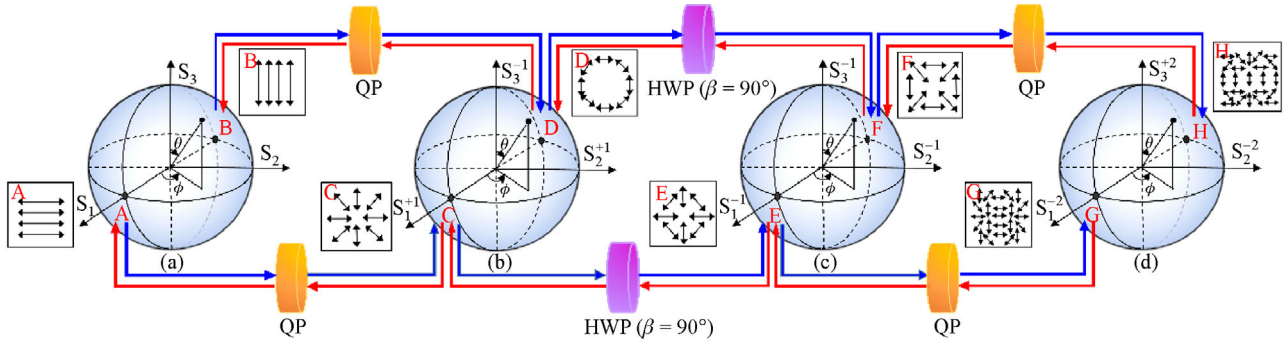 QP
HWP (β = 90°)
QP
B
D
F
H
S₃
S₃⁻¹
S₃⁻¹
S₃⁺²
B
D
F
H
θ
θ
θ
θ
S₂
S₂⁺¹
S₂⁻¹
S₂⁻²
ϕ
ϕ
ϕ
ϕ
A
C
E
G
S₁
S₁⁺¹
S₁⁻¹
S₁⁻²
A
C
E
G
(a)
(b)
(c)
(d)
QP
HWP (β = 90°)
QP